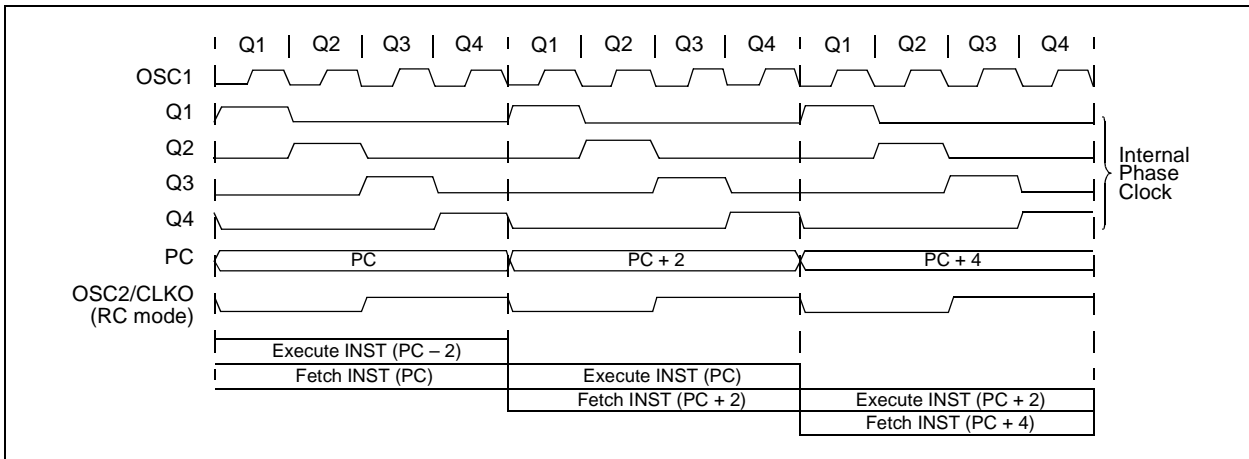 Q1 | Q2 | Q3 | Q4 | Q1 | Q2 | Q3 | Q4 | Q1 | Q2 | Q3 | Q4
OSC1
Q1
Q2
Q3
Q4
Internal
Phase
Clock
PC PC PC + 2 PC + 4
OSC2/CLKO
(RC mode)
Execute INST (PC – 2)
Fetch INST (PC) Execute INST (PC)
Fetch INST (PC + 2) Execute INST (PC + 2)
Fetch INST (PC + 4)